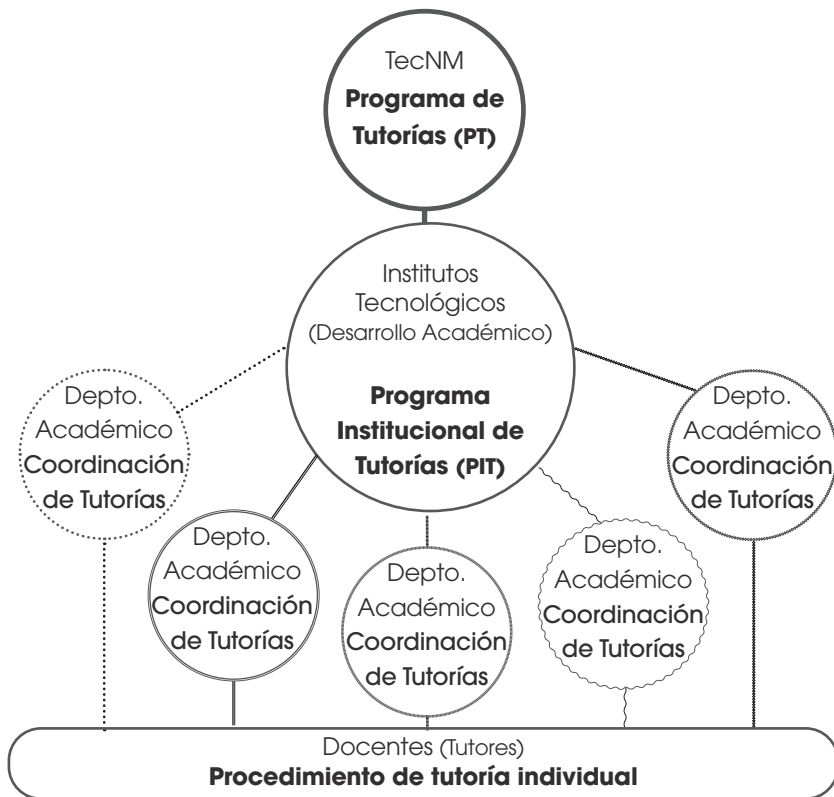 TecNM
Programa de
Tutorías (PT)
Institutos
Tecnológicos
(Desarrollo Académico)
Programa
Institucional de
Tutorías (PIT)
Depto.
Académico
Coordinación
de Tutorías
Depto.
Académico
Coordinación
de Tutorías
Depto.
Académico
Coordinación
de Tutorías
Depto.
Académico
Coordinación
de Tutorías
Depto.
Académico
Coordinación
de Tutorías
Docentes (Tutores)
Procedimiento de tutoría individual